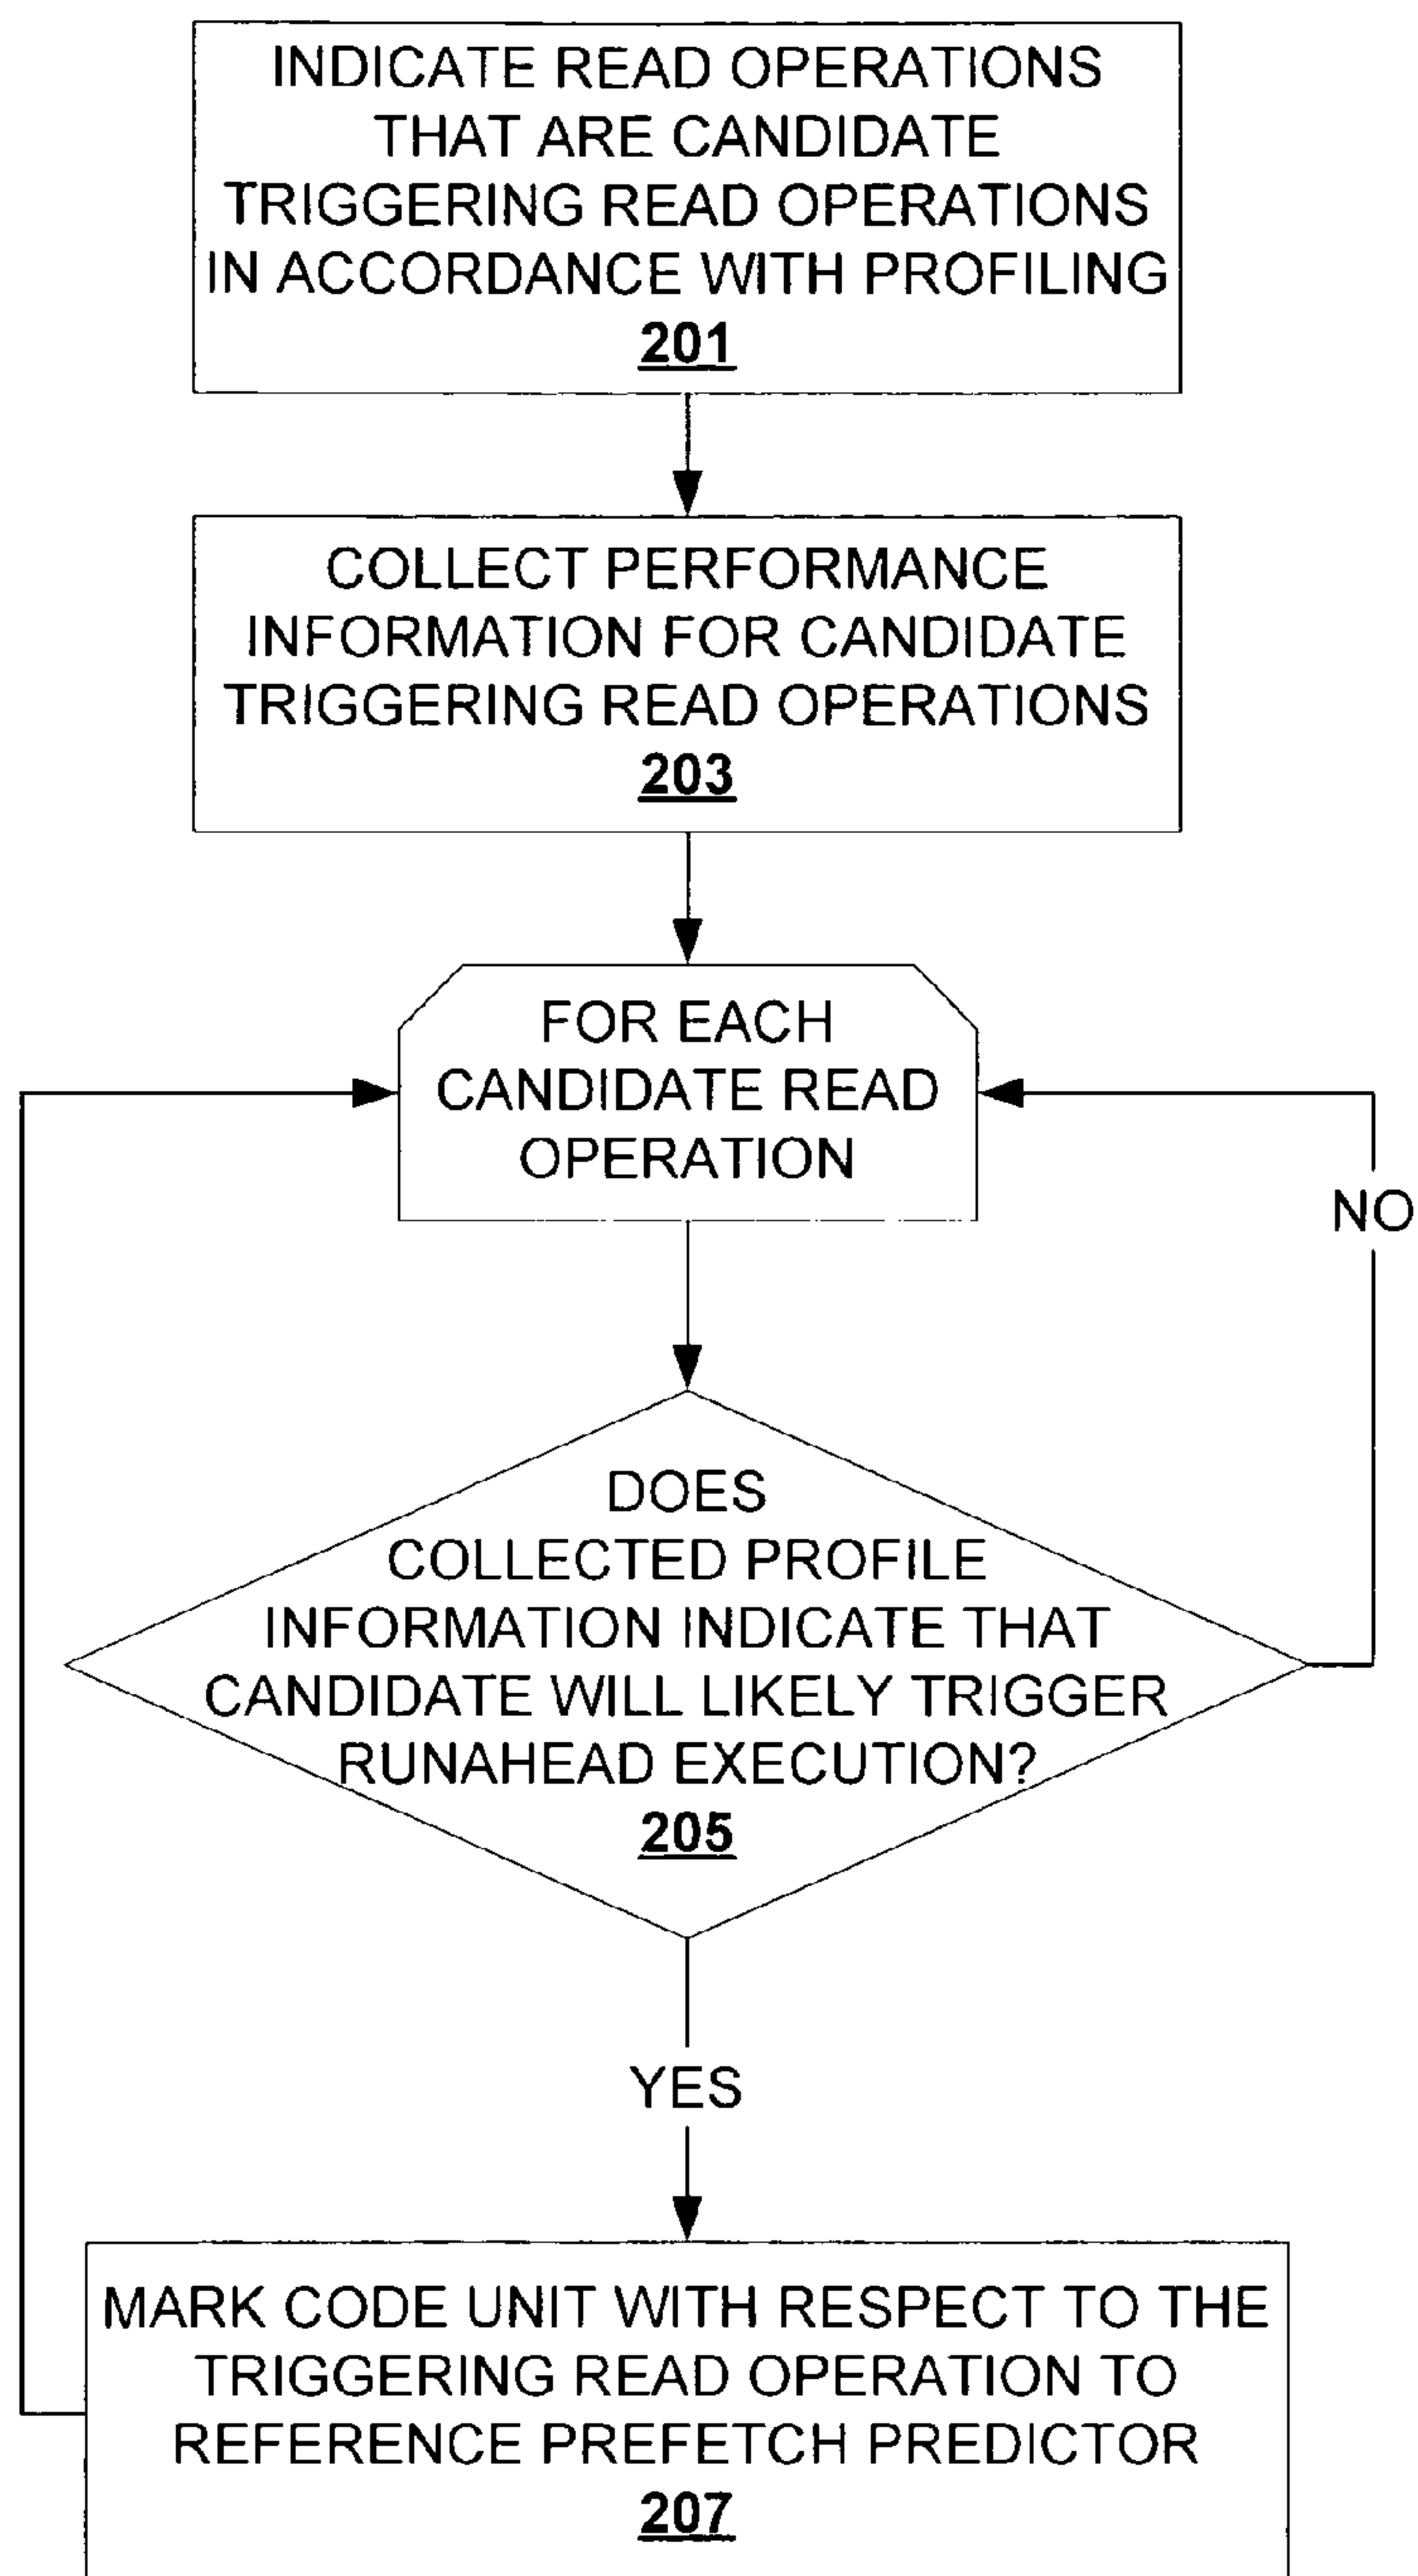 INDICATE READ OPERATIONS
THAT ARE CANDIDATE
TRIGGERING READ OPERATIONS
IN ACCORDANCE WITH PROFILING
201
COLLECT PERFORMANCE
INFORMATION FOR CANDIDATE
TRIGGERING READ OPERATIONS
203
FOR EACH
CANDIDATE READ
OPERATION
NO
DOES
COLLECTED PROFILE
INFORMATION INDICATE THAT
CANDIDATE WILL LIKELY TRIGGER
RUNAHEAD EXECUTION?
205
YES
MARK CODE UNIT WITH RESPECT TO THE
TRIGGERING READ OPERATION TO
REFERENCE PREFETCH PREDICTOR
207